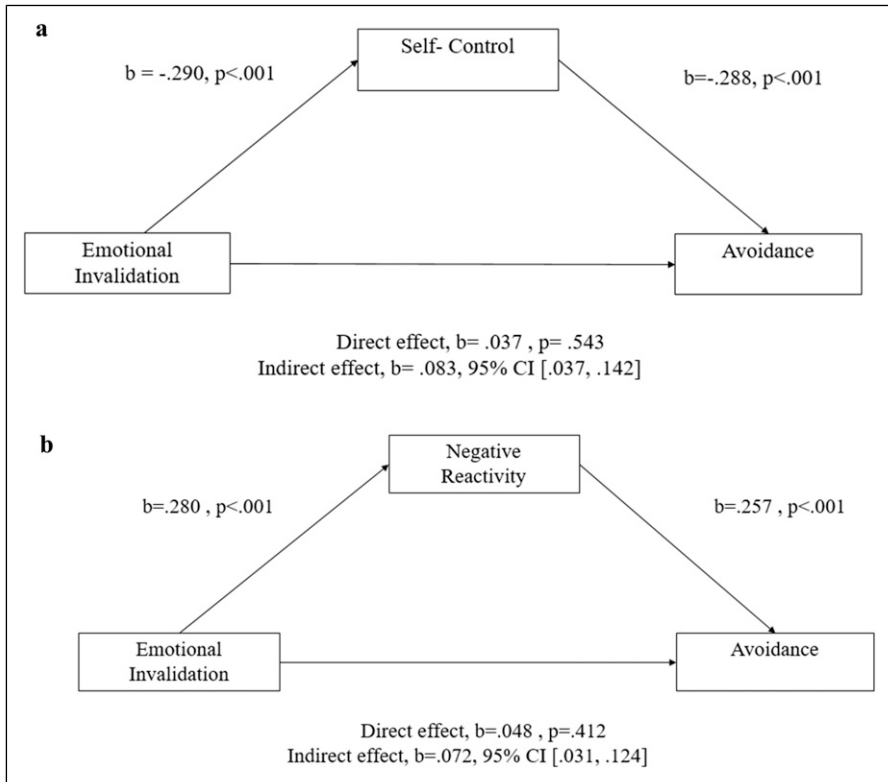 a
Self- Control
b = -.290, p<.001
b=-.288, p<.001
Emotional
Invalidation
Avoidance
Direct effect, b= .037 , p= .543
Indirect effect, b= .083, 95% CI [.037, .142]
b
Negative
Reactivity
b=.280 , p<.001
b=.257 , p<.001
Emotional
Invalidation
Avoidance
Direct effect, b=.048 , p=.412
Indirect effect, b=.072, 95% CI [.031, .124]